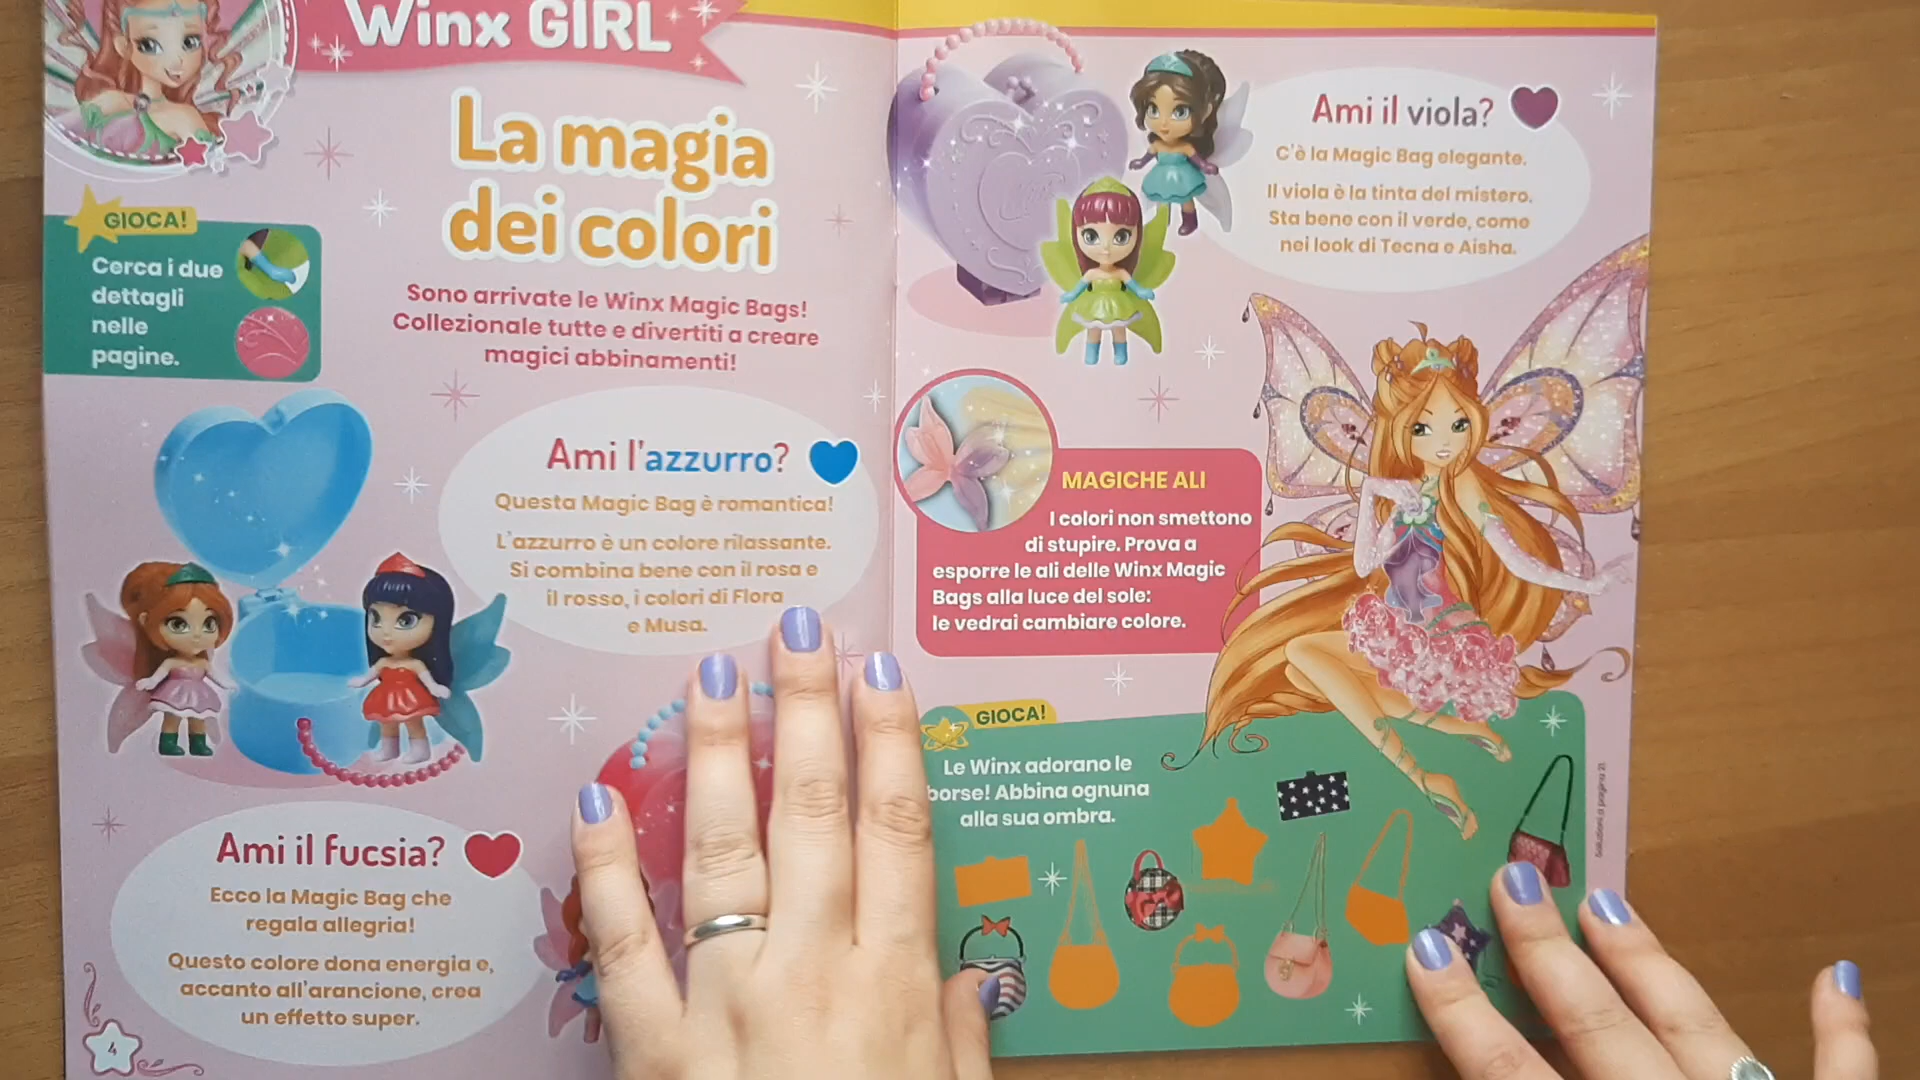 Winx GIRL
La magia
dei colori
GIOCA!
Cerca i due
dettagli
nelle
pagine.
Sono arrivate le Winx Magic Bags!
Collezionale tutte e divertiti a creare
magici abbinamenti!
Ami l'azzurro?
Questa Magic Bag è romantica!
L'azzurro è un colore rilassante.
Si combina bene con il rosa e
il rosso, i colori di Flora
e Musa.
Ami il fucsia?
Ecco la Magic Bag che
regala allegria!
Questo colore dona energia e,
accanto all'arancione, crea
un effetto super.
4
Ami il viola?
C'è la Magic Bag elegante.
Il viola è la tinta del mistero.
Sta bene con il verde, come
nei look di Tecna e Aisha.
MAGICHE ALI
I colori non smettono
di stupire. Prova a
esporre le ali delle Winx Magic
Bags alla luce del sole:
le vedrai cambiare colore.
GIOCA!
Le Winx adorano le
borse! Abbina ognuna
alla sua ombra.
Soluzioni a pagina 21